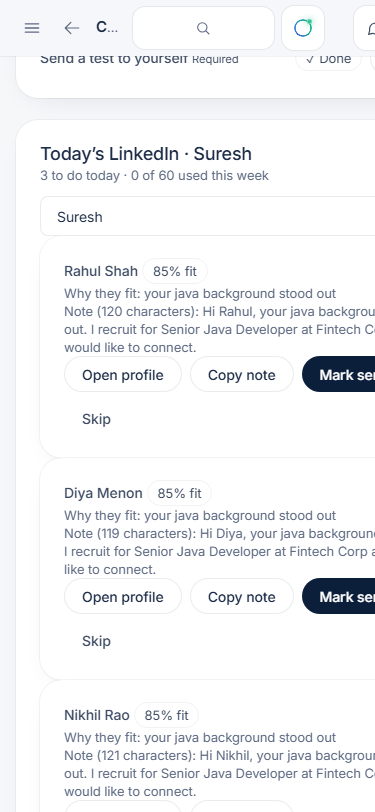 C...
Send a test to yourself Required
✓ Done
Today's LinkedIn · Suresh
3 to do today · 0 of 60 used this week
Suresh
Rahul Shah 85% fit
Why they fit: your java background stood out
Note (120 characters): Hi Rahul, your java
out. I recruit for Senior Java Developer at Fintech
would like to connect.
Open profile Copy note Mark
Skip
Diya Menon 85% fit
Why they fit: your java background stood out
Note (119 characters): Hi Diya, your java background
I recruit for Senior Java Developer at Fintech Corp
like to connect.
Open profile Copy note Mark
Skip
Nikhil Rao 85% fit
Why they fit: your java background stood out
Note (121 characters): Hi Nikhil, your java
out. I recruit for Senior Java Developer at Fintech
would like to connect.